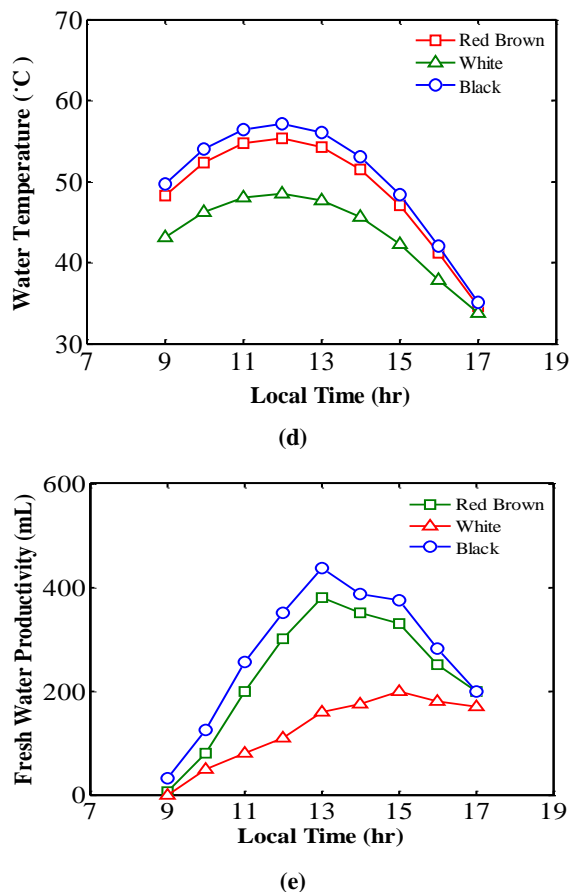 70
Red Brown
White
Black
60
50
40
30
Water Temperature (˚C )
7 9 11 13 15 17 19
Local Time (hr)
(d)
600
Red Brown
White
Black
400
200
0
Fresh Water Productivity (mL)
7 9 11 13 15 17 19
Local Time (hr)
(e)